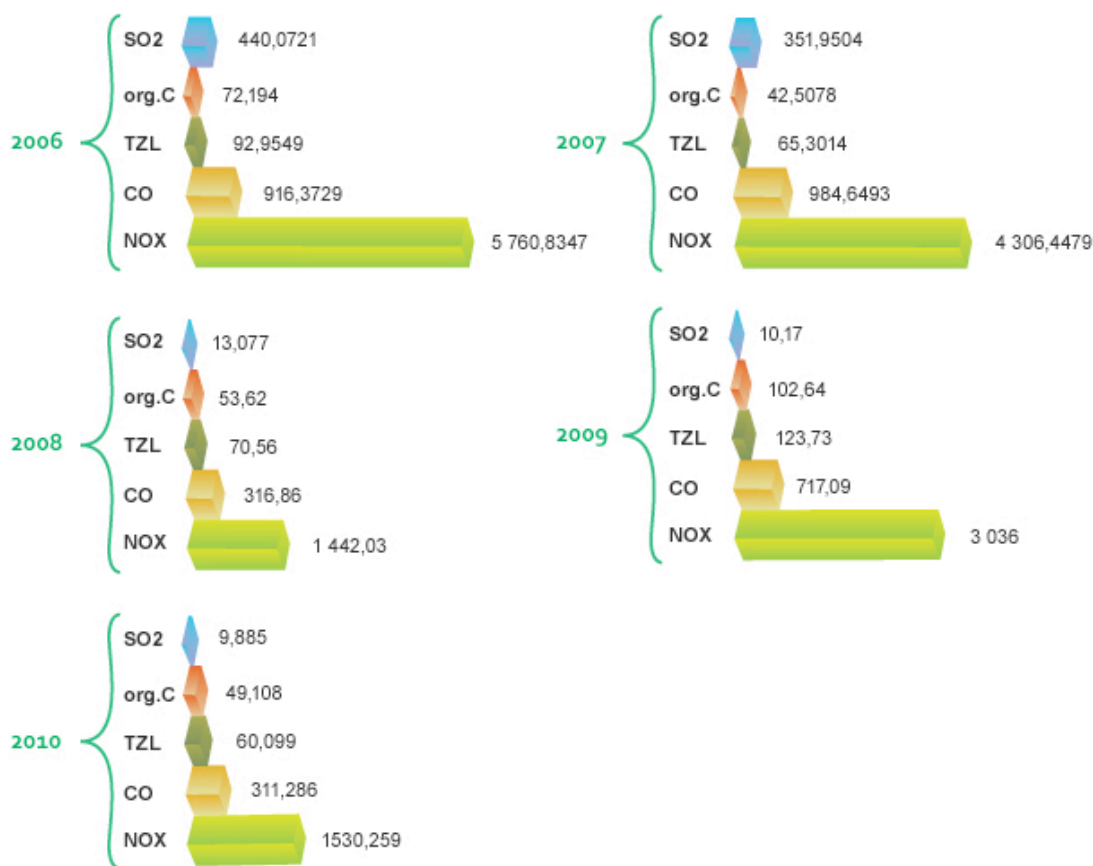 2006
SO2 440,0721
org.C 72,194
TZL 92,9549
CO 916,3729
NOX 5 760,8347
2007
SO2 351,9504
org.C 42,5078
TZL 65,3014
CO 984,6493
NOX 4 306,4479
2008
SO2 13,077
org.C 53,62
TZL 70,56
CO 316,86
NOX 1 442,03
2009
SO2 10,17
org.C 102,64
TZL 123,73
CO 717,09
NOX 3 036
2010
SO2 9,885
org.C 49,108
TZL 60,099
CO 311,286
NOX 1530,259